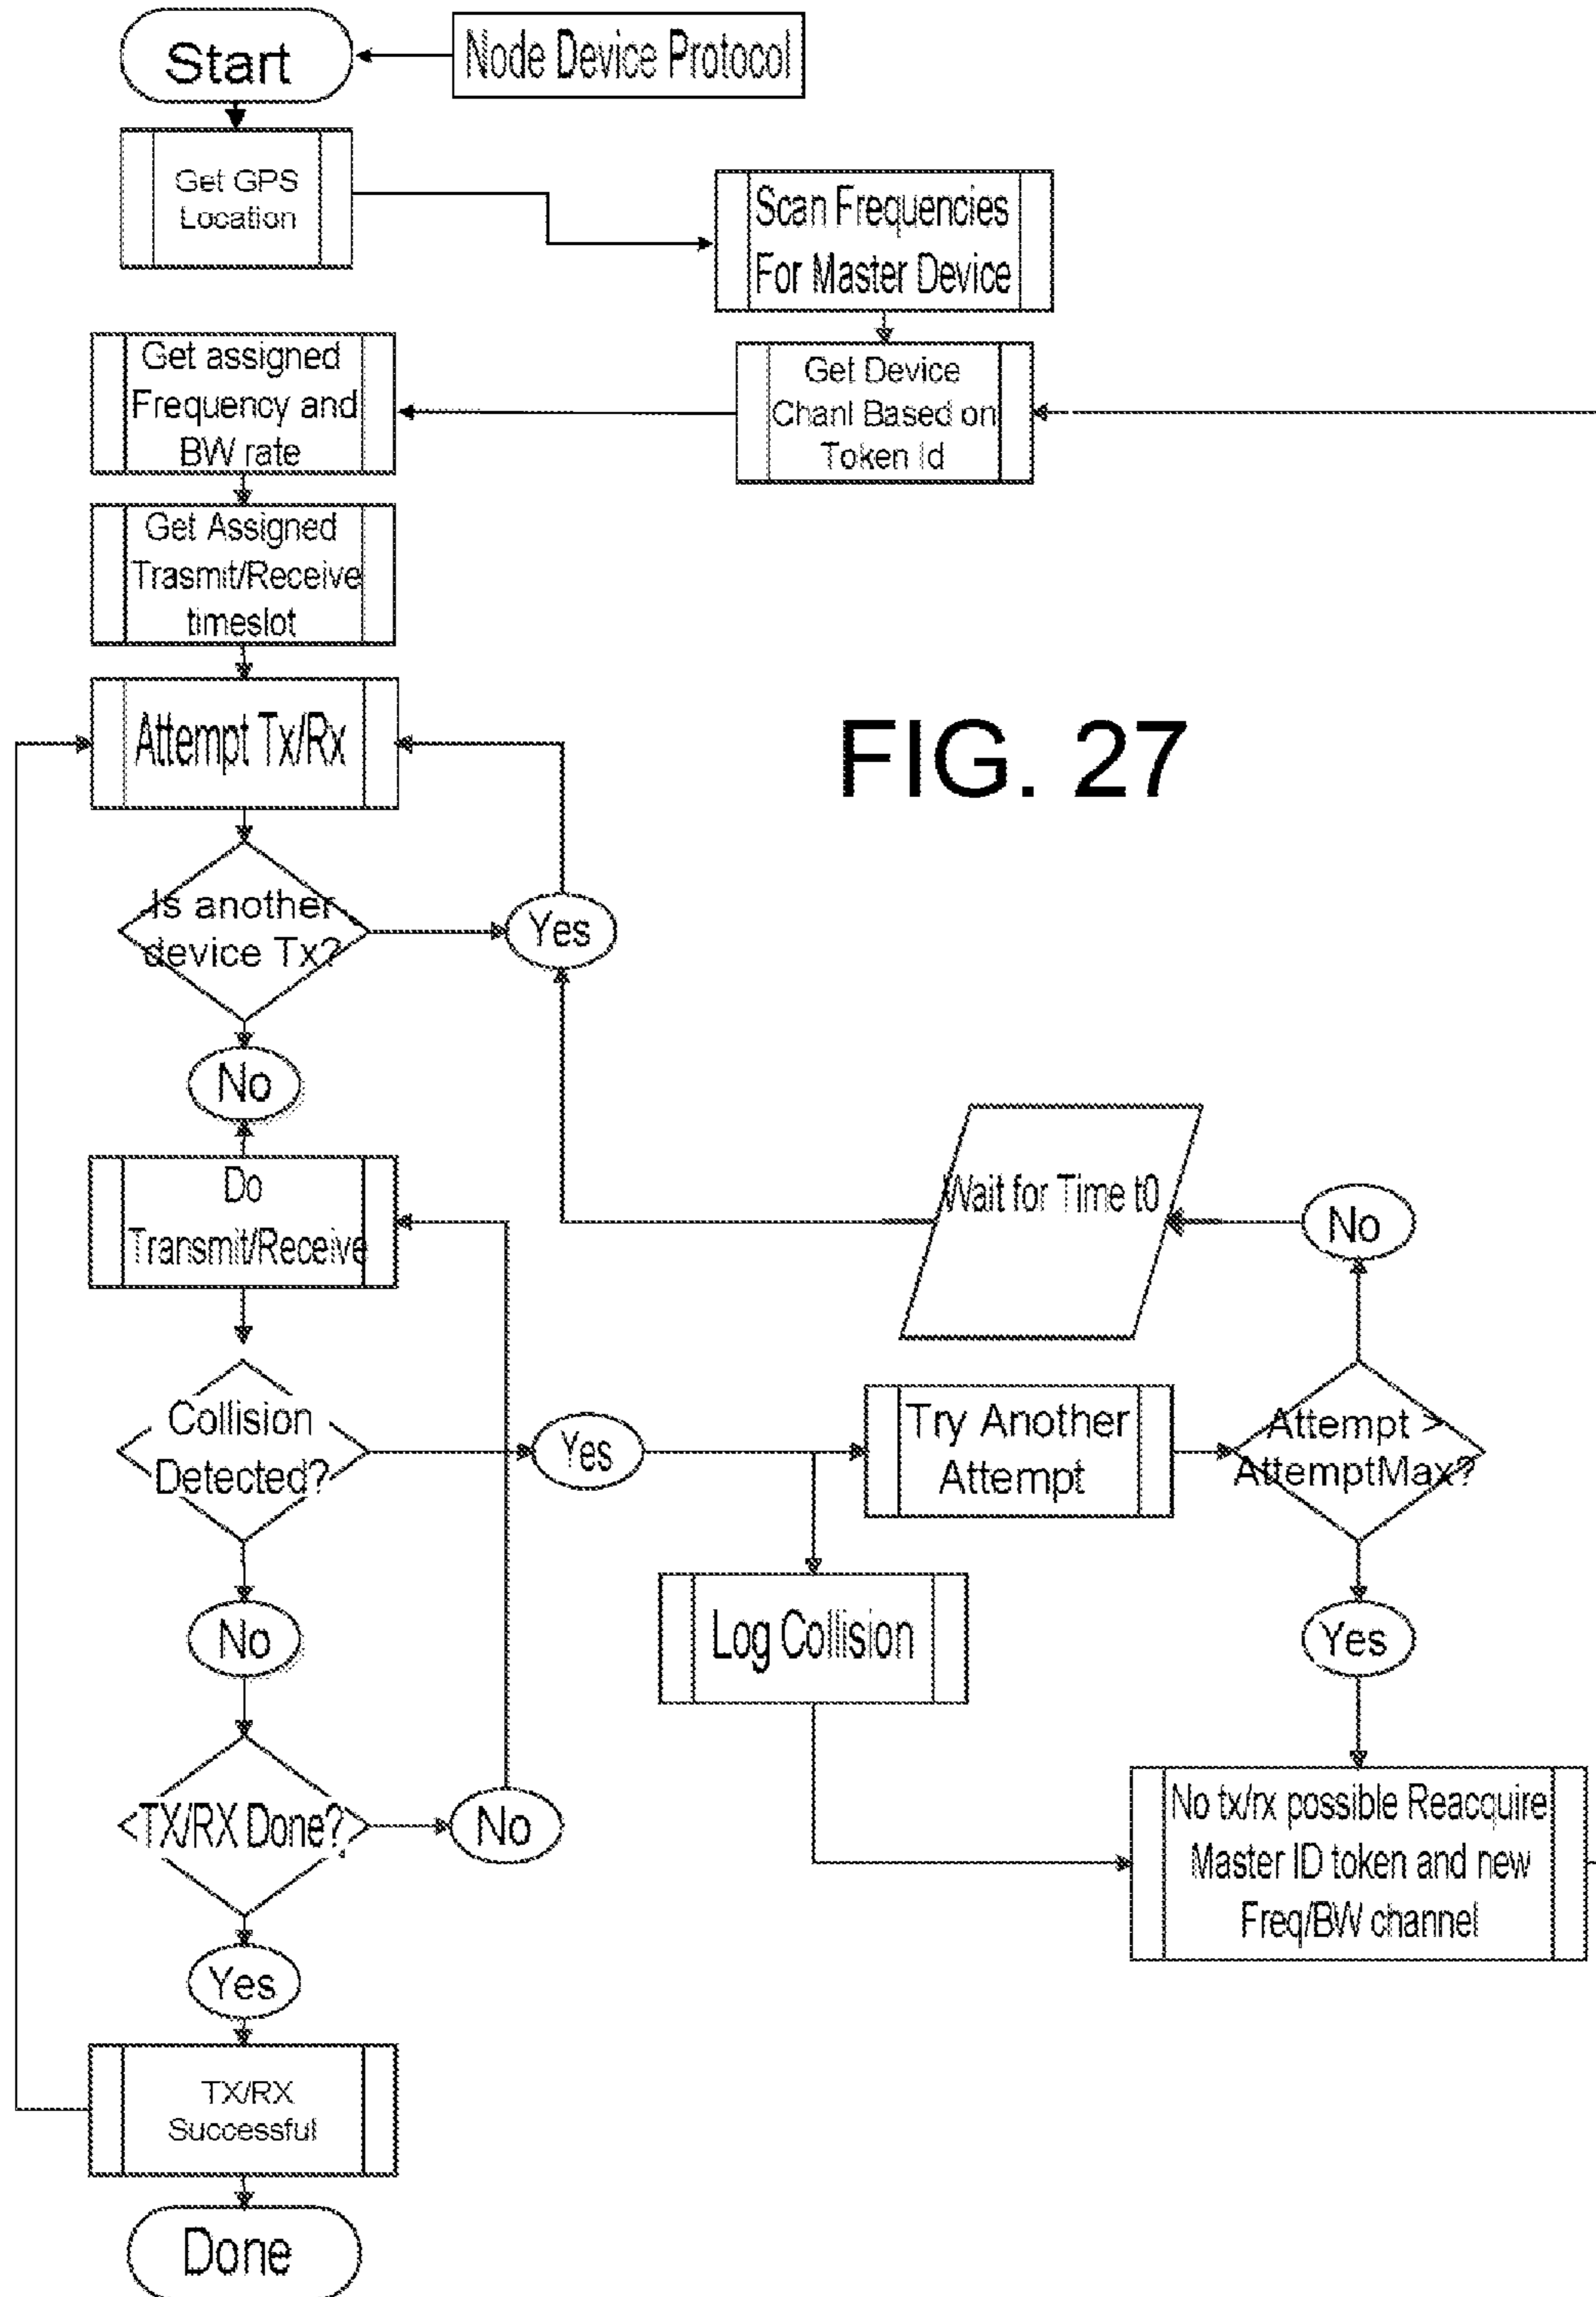 Start
Node Device Protocol
Get GPS
Location
Scan Frequencies
For Master Device
Get assigned
Frequency and
BW rate
Get Device
Chanl Based on
Token Id
Get Assigned
Trasmit/Receive
timeslot
Attempt Tx/Rx
FIG. 27
Is another
device Tx?
Yes
No
Do
Transmit/Receive
Wait for Time t0
No
Collision
Detected?
Yes
Try Another
Attempt
Attempt >
AttemptMax?
No
Log Collision
Yes
TX/RX Done?
No
No tx/rx possible Reacquire
Master ID token and new
Freq/BW channel
Yes
TX/RX
Successful
Done